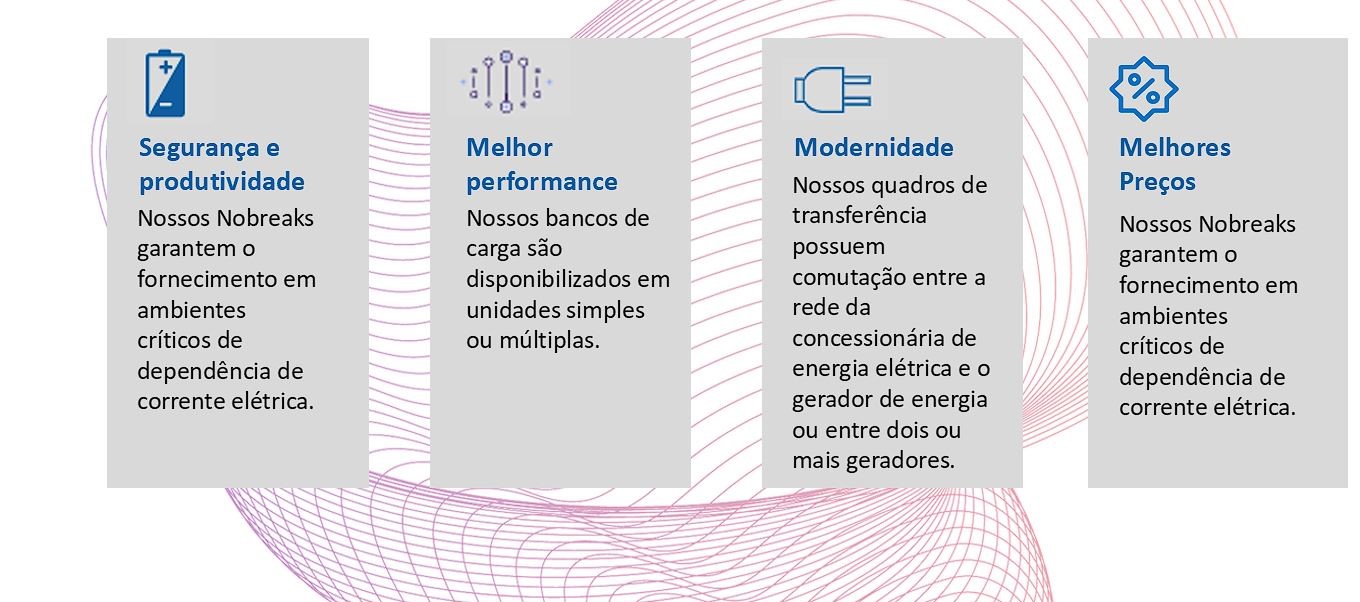 Segurança e
produtividade
Nossos Nobreaks
garantem o
fornecimento em
ambientes
críticos de
dependência de
corrente elétrica.
Melhor
performance
Nossos bancos de
carga são
disponibilizados em
unidades simples
ou múltiplas.
Modernidade
Nossos quadros de
transferência
possuem
comutação entre a
rede da
concessionária de
energia elétrica e o
gerador de energia
ou entre dois ou
mais geradores.
Melhores
Preços
Nossos Nobreaks
garantem o
fornecimento em
ambientes
críticos de
dependência de
corrente elétrica.